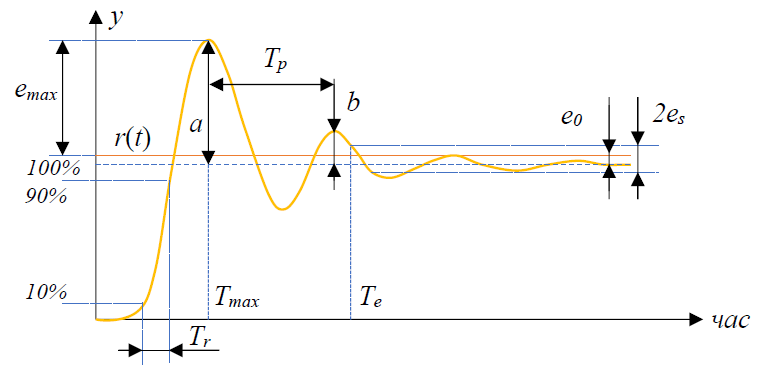 y
T_p
e_max
a
b
e_0
2e_s
r(t)
100%
90%
10%
T_max
T_e
час
T_r